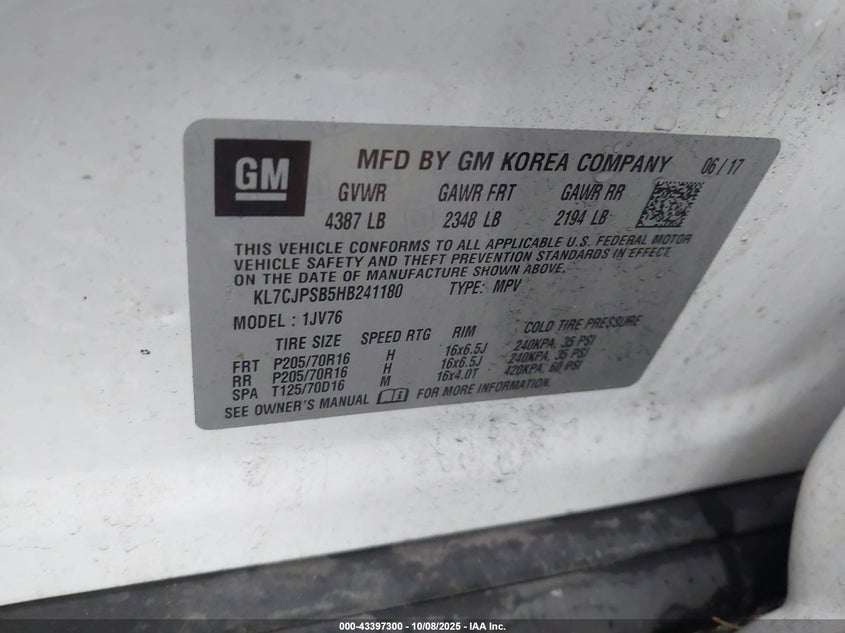 GM
MFD BY GM KOREA COMPANY 06/17
GVWR GAWR FRT GAWR RR
4387 LB 2348 LB 2194 LB
THIS VEHICLE CONFORMS TO ALL APPLICABLE U.S. FEDERAL MOTOR
VEHICLE SAFETY AND THEFT PREVENTION STANDARDS IN EFFECT
ON THE DATE OF MANUFACTURE SHOWN ABOVE.
KL7CJPSB5HB241180 TYPE: MPV
MODEL : 1JV76
TIRE SIZE SPEED RTG RIM COLD TIRE PRESSURE
FRT P205/70R16 H 16x6.5J 240KPA, 35 PSI
RR P205/70R16 H 16x6.5J 240KPA, 35 PSI
SPA T125/70D16 M 16x4.0T 420KPA, 60 PSI
SEE OWNER'S MANUAL FOR MORE INFORMATION.
000-43397300 - 10/08/2025 - IAA Inc.